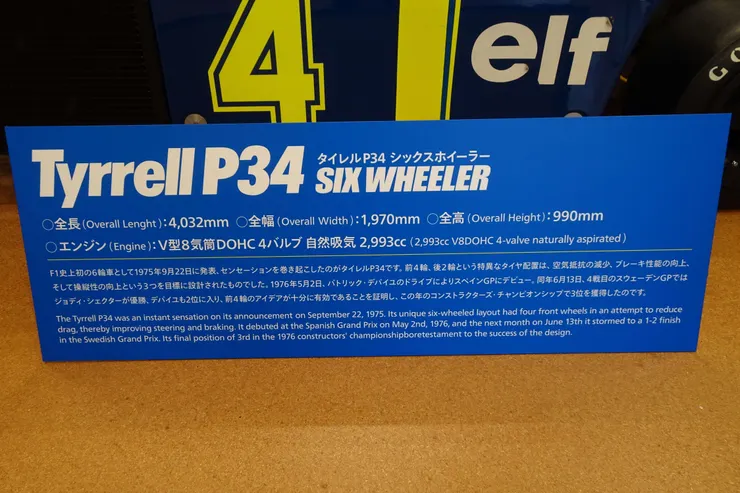 4
elf
GO
Tyrrell P34 タイレルP34 シックスホイーラー
SIX WHEELER
○全長(Overall Lenght):4,032mm ○全幅(Overall Width):1,970mm ○全高(Overall Height):990mm
○エンジン(Engine):V型8気筒DOHC 4バルブ 自然吸気 2,993cc (2,993cc V8DOHC 4-valve naturally aspirated)
F1史上初の6輪車として1975年9月22日に発表、センセーションを巻き起こしたのがタイレルP34です。前4輪、後2輪という特異なタイヤ配置は、空気抵抗の減少、ブレーキ性能の向上、
そして操縦性の向上という3つを目標に設計されたものでした。1976年5月2日、パトリック・デパイユのドライブによりスペインGPにデビュー。同年6月13日、4戦目のスウェーデンGPでは
ジョディ・シェクターが優勝、デパイユも2位に入り、前4輪のアイデアが十分に有効であることを証明し、この年のコンストラクターズ・チャンピオンシップで3位を獲得したのです。
The Tyrrell P34 was an instant sensation on its announcement on September 22, 1975. Its unique six-wheeled layout had four front wheels in an attempt to reduce
drag, thereby improving steering and braking. It debuted at the Spanish Grand Prix on May 2nd, 1976, and the next month on June 13th it stormed to a 1-2 finish
in the Swedish Grand Prix. Its final position of 3rd in the 1976 constructors' championshipboretestament to the success of the design.